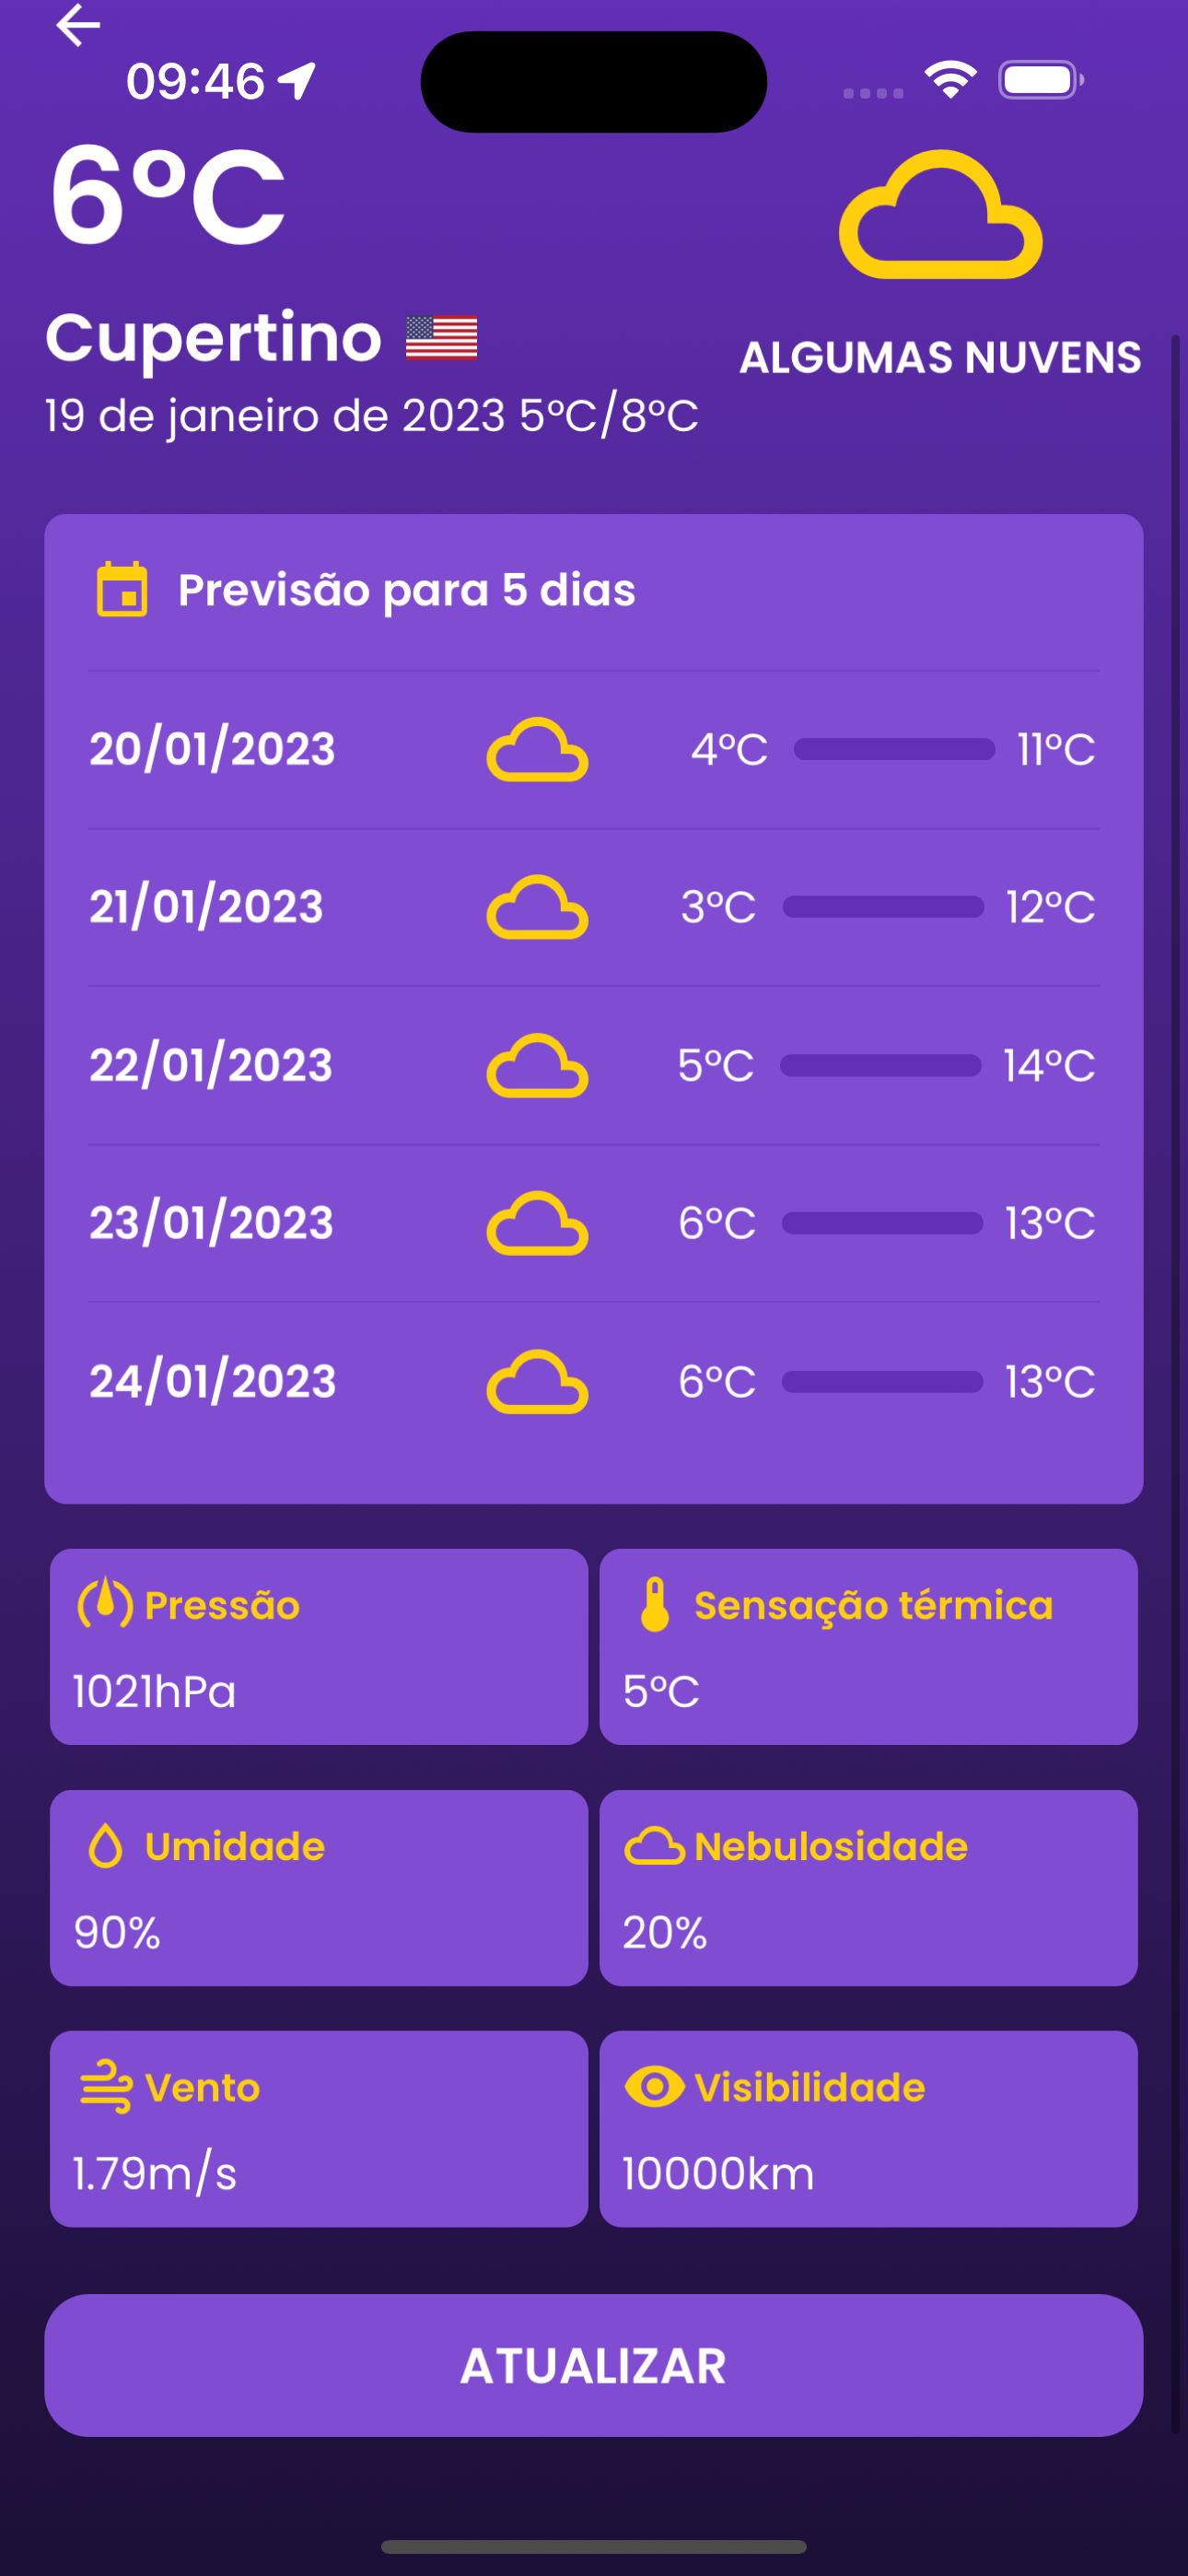 09:46
6°C
Cupertino
ALGUMAS NUVENS
19 de janeiro de 2023 5°C/8°C
Previsão para 5 dias
20/01/2023 4°C 11°C
21/01/2023 3°C 12°C
22/01/2023 5°C 14°C
23/01/2023 6°C 13°C
24/01/2023 6°C 13°C
Pressão
1021hPa
Sensação térmica
5°C
Umidade
90%
Nebulosidade
20%
Vento
1.79m/s
Visibilidade
10000km
ATUALIZAR